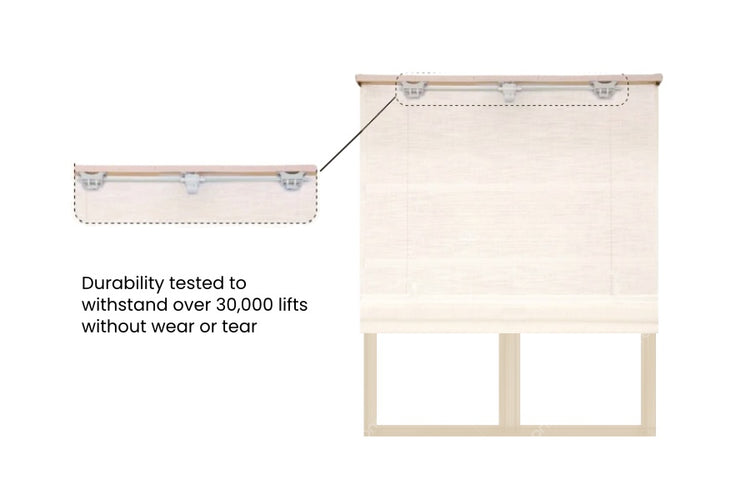 Durability tested to
withstand over 30,000 lifts
without wear or tear